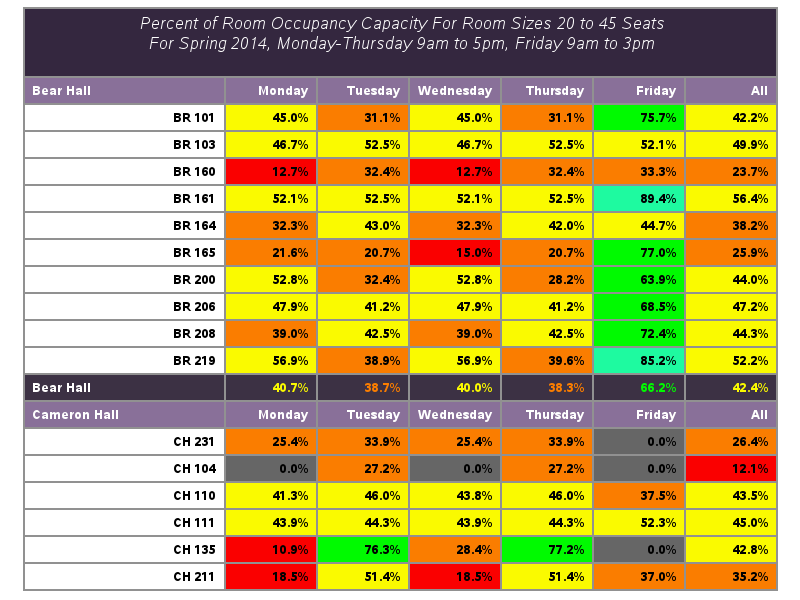 Percent of Room Occupancy Capacity For Room Sizes 20 to 45 Seats
For Spring 2014, Monday-Thursday 9am to 5pm, Friday 9am to 3pm
Bear Hall Monday Tuesday Wednesday Thursday Friday All
BR 101 45.0% 31.1% 45.0% 31.1% 75.7% 42.2%
BR 103 46.7% 52.5% 46.7% 52.5% 52.1% 49.9%
BR 160 12.7% 32.4% 12.7% 32.4% 33.3% 23.7%
BR 161 52.1% 52.5% 52.1% 52.5% 89.4% 56.4%
BR 164 32.3% 43.0% 32.3% 42.0% 44.7% 38.2%
BR 165 21.6% 20.7% 15.0% 20.7% 77.0% 25.9%
BR 200 52.8% 32.4% 52.8% 28.2% 63.9% 44.0%
BR 206 47.9% 41.2% 47.9% 41.2% 68.5% 47.2%
BR 208 39.0% 42.5% 39.0% 42.5% 72.4% 44.3%
BR 219 56.9% 38.9% 56.9% 39.6% 85.2% 52.2%
Bear Hall 40.7% 38.7% 40.0% 38.3% 66.2% 42.4%
Cameron Hall Monday Tuesday Wednesday Thursday Friday All
CH 231 25.4% 33.9% 25.4% 33.9% 0.0% 26.4%
CH 104 0.0% 27.2% 0.0% 27.2% 0.0% 12.1%
CH 110 41.3% 46.0% 43.8% 46.0% 37.5% 43.5%
CH 111 43.9% 44.3% 43.9% 44.3% 52.3% 45.0%
CH 135 10.9% 76.3% 28.4% 77.2% 0.0% 42.8%
CH 211 18.5% 51.4% 18.5% 51.4% 37.0% 35.2%